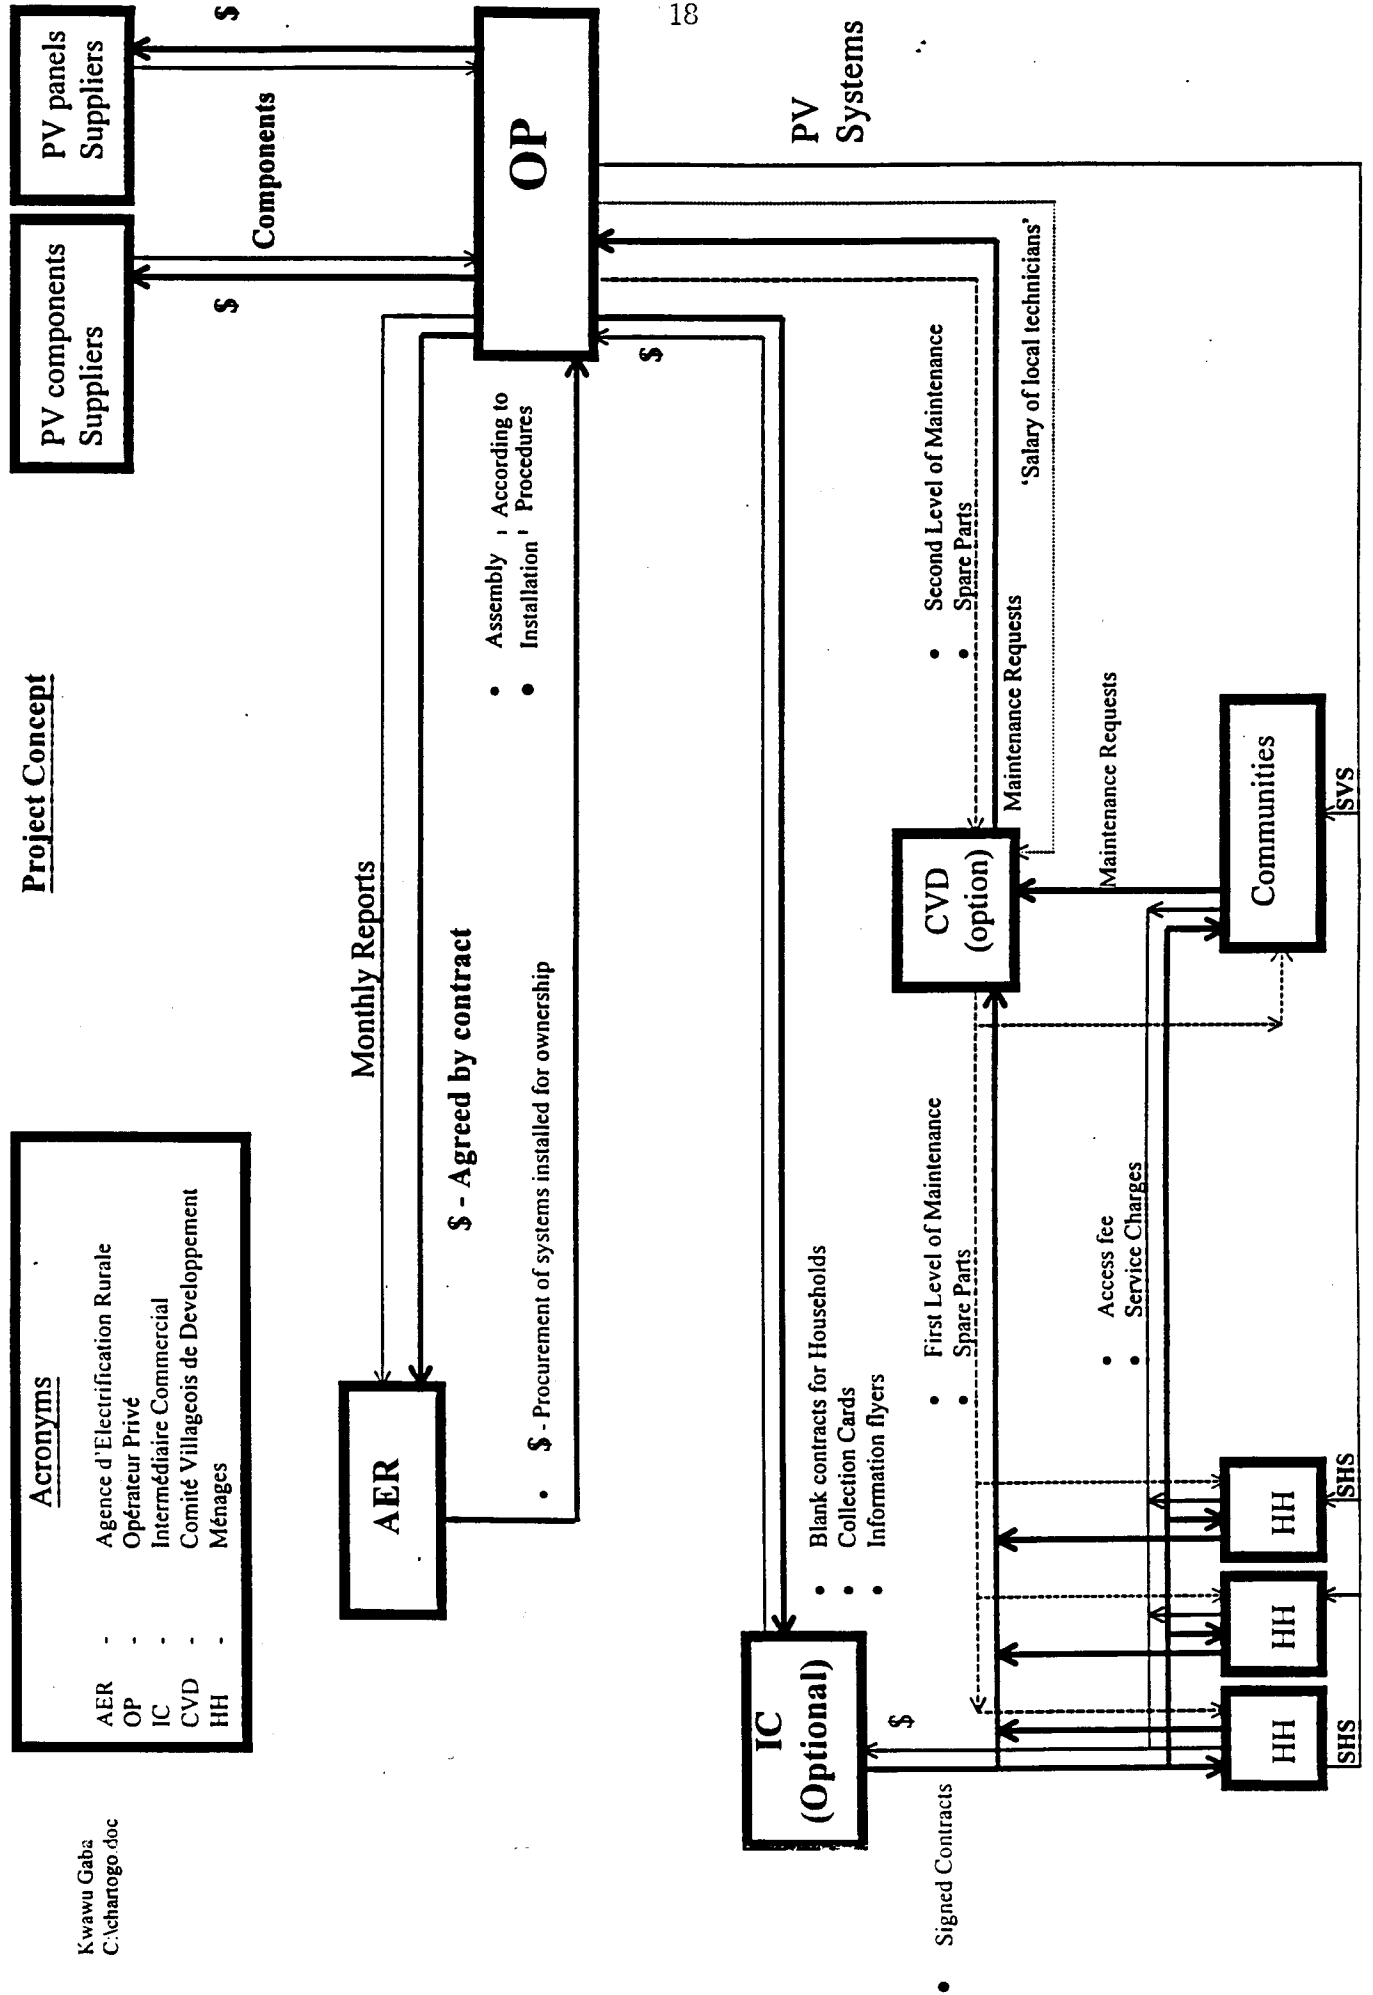 18
Kwawu Gaba
C:\chartogo.doc
Acronyms
AER - Agence d'Electrification Rurale
OP - Opérateur Privé
IC - Intermédiaire Commercial
CVD - Comité Villageois de Developpement
HH - Ménages
Project Concept
PV components
Suppliers
PV panels
Suppliers
$
$
Components
Monthly Reports
AER
$ - Agreed by contract
• Assembly According to
• Installation Procedures
OP
• $ - Procurement of systems installed for ownership
$
IC
(Optional)
• Blank contracts for Households
• Collection Cards
• Information flyers
PV
Systems
$
• Signed Contracts
• First Level of Maintenance
• Spare Parts
CVD
(option)
• Second Level of Maintenance
• Spare Parts
Maintenance Requests
'Salary of local technicians'
• Access fee
• Service Charges
Maintenance Requests
HH
HH
HH
Communities
SHS
SHS
SVS